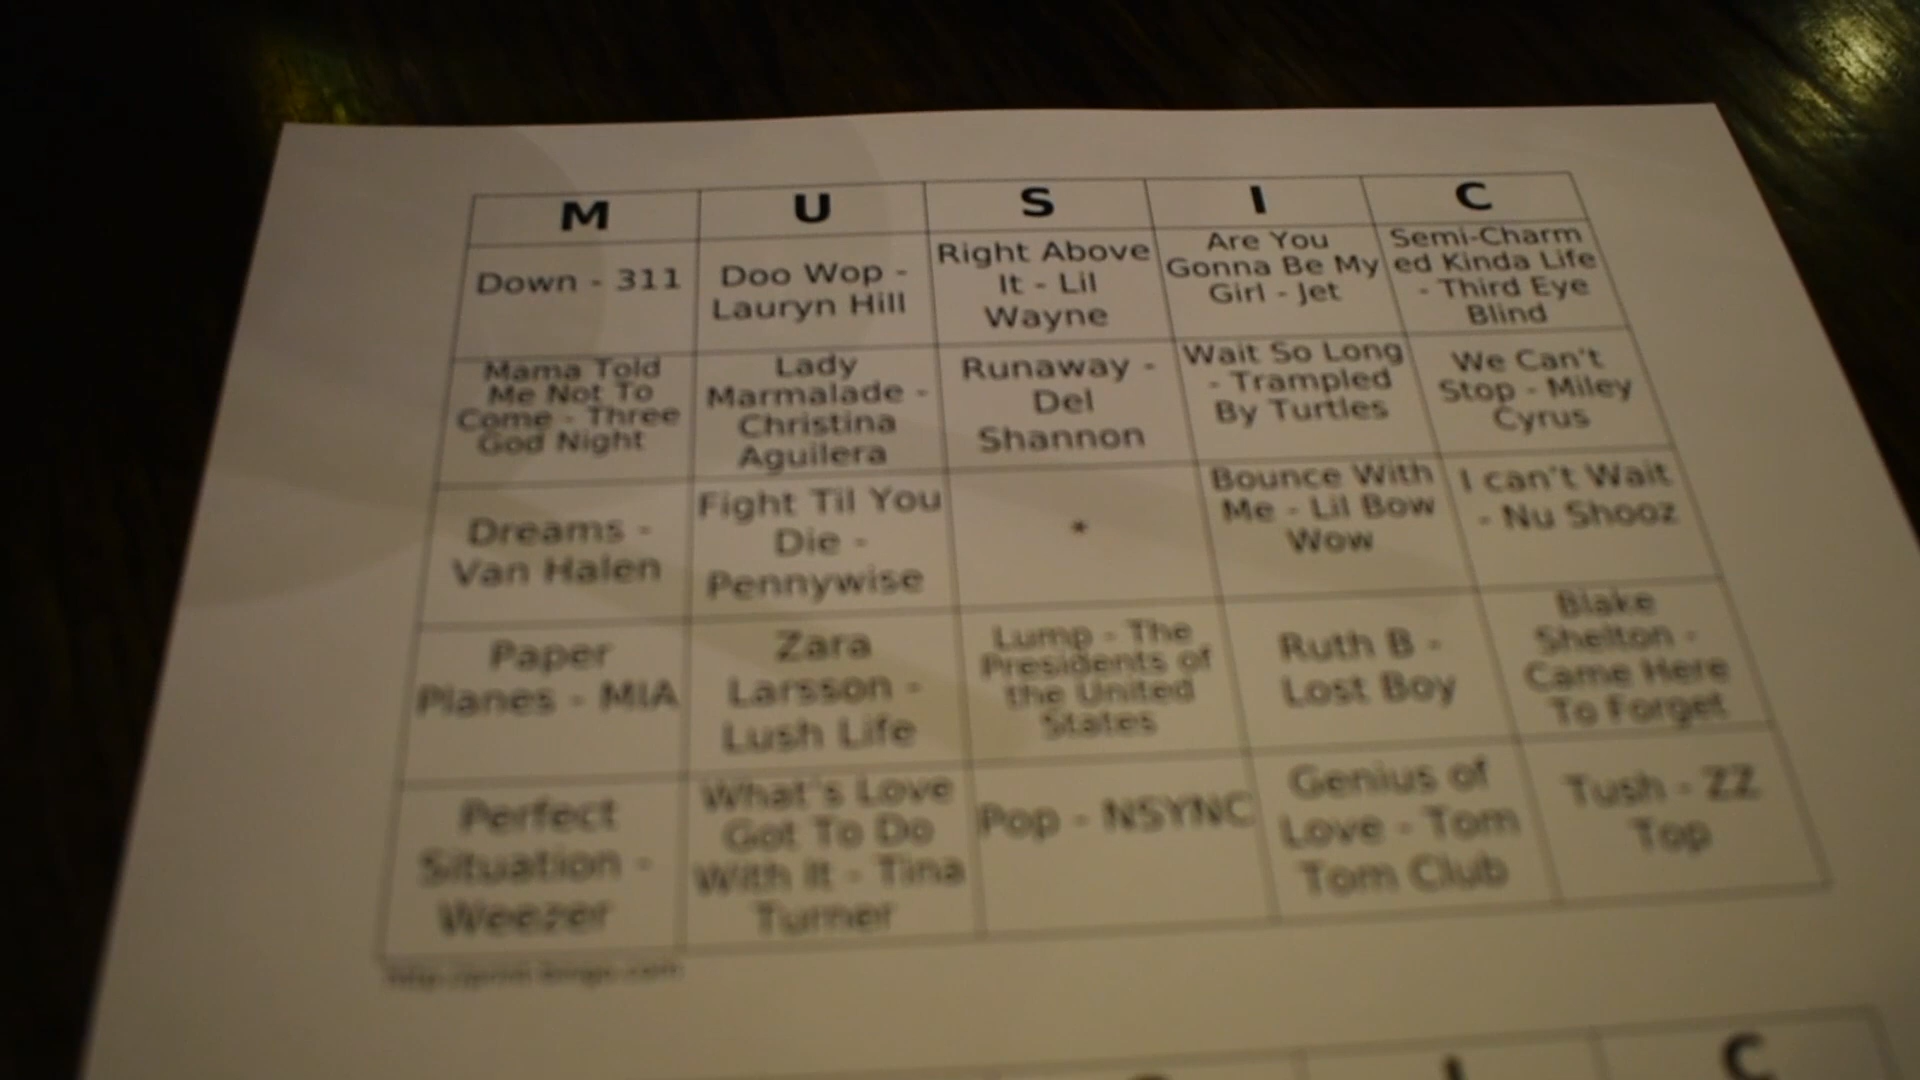 M U S I C
Down - 311
Doo Wop -
Lauryn Hill
Right Above
It - Lil
Wayne
Are You
Gonna Be My
Girl - Jet
Semi-Charm
ed Kinda Life
- Third Eye
Blind
Mama Told
Me Not To
Come - Three
God Night
Lady
Marmalade -
Christina
Aguilera
Runaway -
Del
Shannon
Wait So Long
- Trampled
By Turtles
We Can't
Stop - Miley
Cyrus
Dreams -
Van Halen
Fight Til You
Die -
Pennywise
*
Bounce With
Me - Lil Bow
Wow
I can't Wait
- Nu Shooz
Paper
Planes - MIA
Zara
Larsson -
Lush Life
Lump - The
Presidents of
the United
States
Ruth B -
Lost Boy
Blake
Shelton -
Came Here
To Forget
Perfect
Situation -
Weezer
What's Love
Got To Do
With It - Tina
Turner
Pop - NSYNC
Genius of
Love - Tom
Tom Club
Tush - ZZ
Top
I C